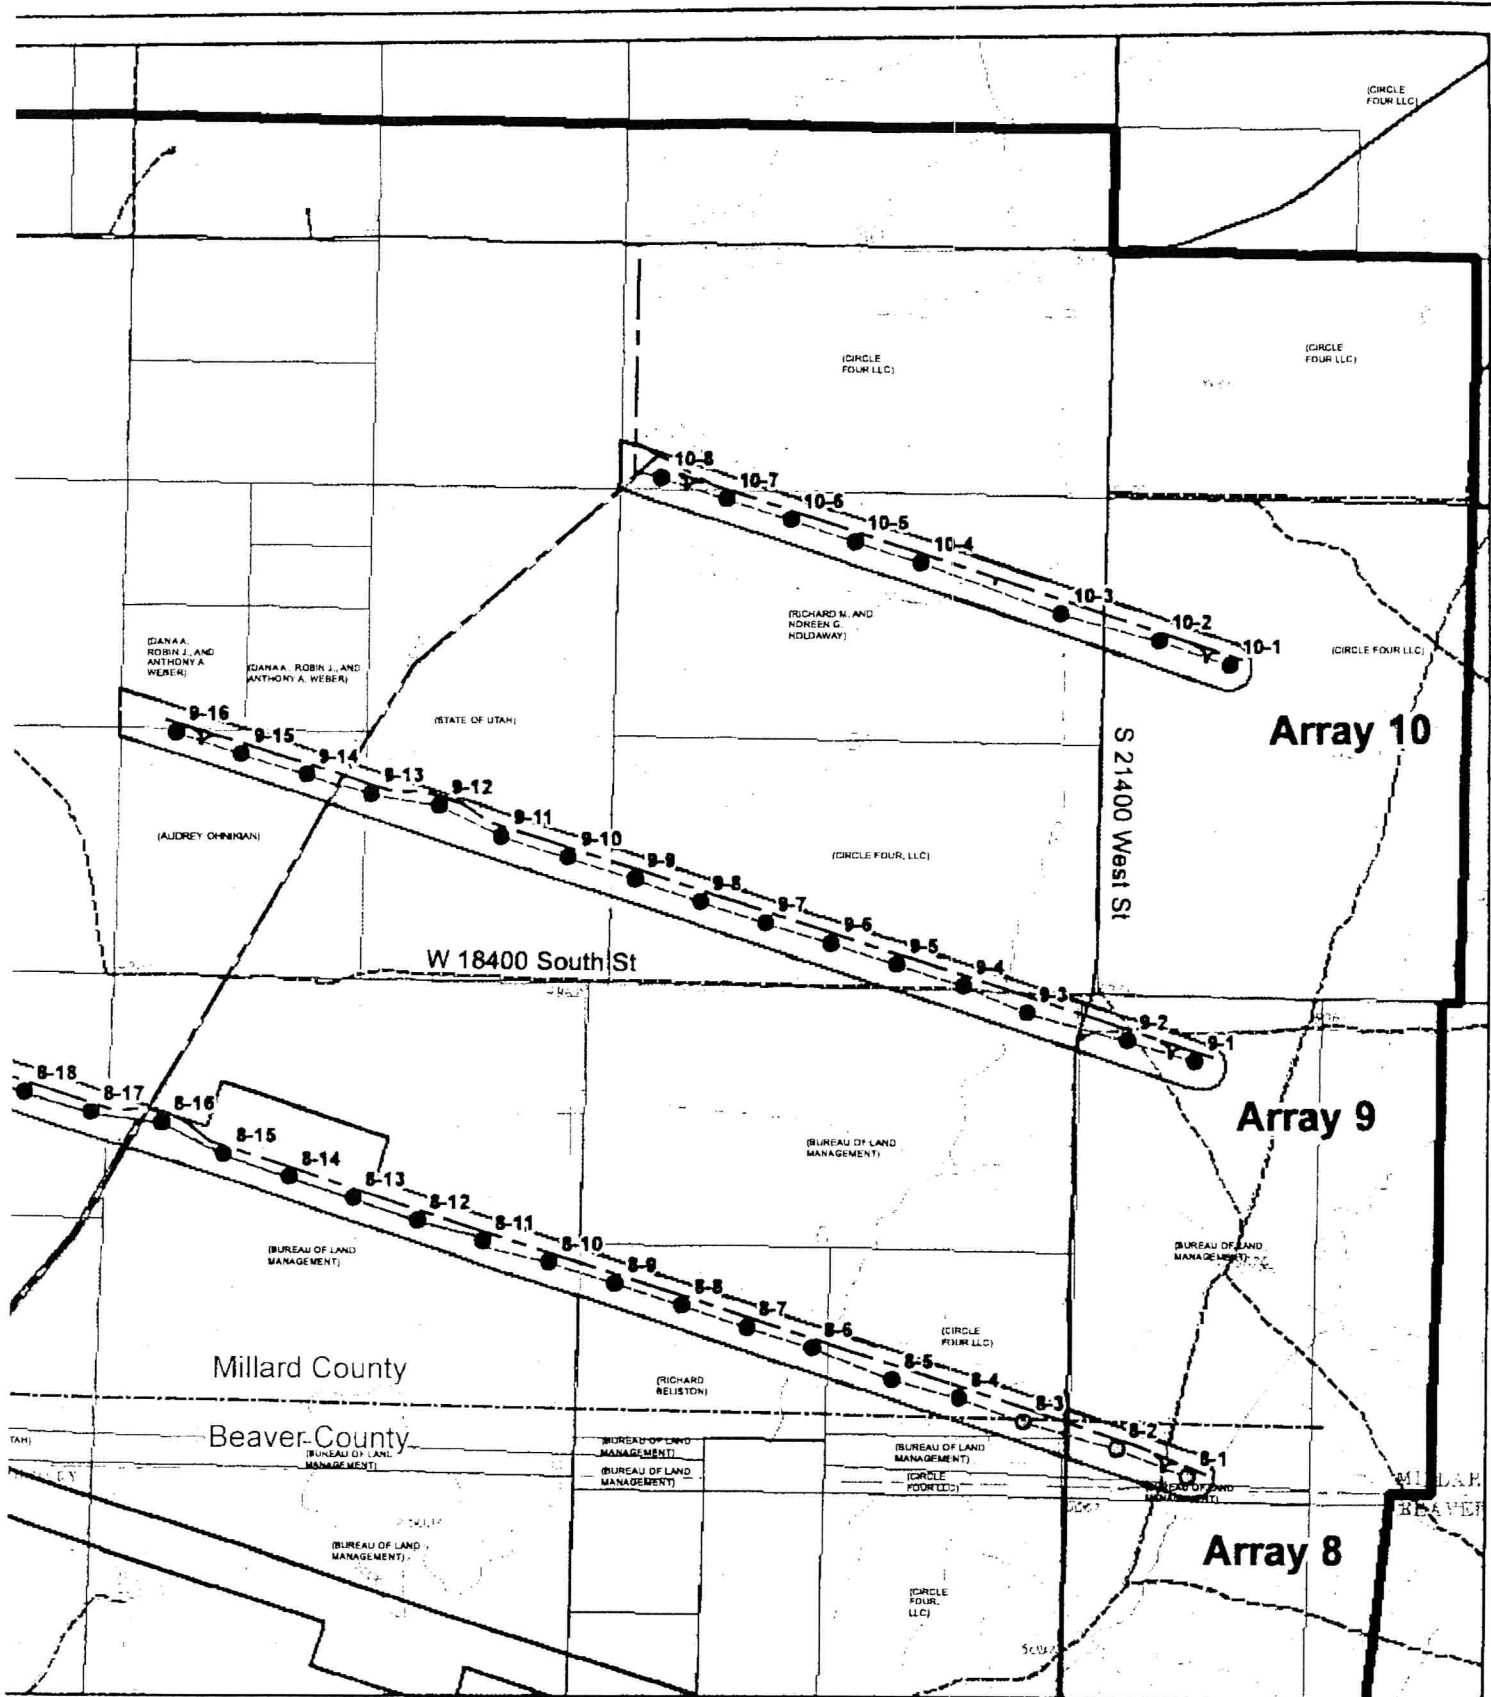 (CIRCLE
FOUR LLC)
(CIRCLE
FOUR LLC)
(CIRCLE
FOUR LLC)
10-8
10-7
10-6
10-5
10-4
10-3
10-2
10-1
(RICHARD M. AND
NOREEN G.
HOLDAWAY)
(CIRCLE FOUR LLC)
(DANA A.
ROBIN J., AND
ANTHONY A
WEBER)
(DANA A. ROBIN J., AND
ANTHONY A. WEBER)
(STATE OF UTAH)
Array 10
S 21400 West St
9-16
9-15
9-14
9-13
9-12
9-11
9-10
9-9
9-8
9-7
9-6
9-5
9-4
9-3
9-2
9-1
(AUDREY OHNIKIAN)
(CIRCLE FOUR, LLC)
W 18400 South St
Array 9
8-18
8-17
8-16
8-15
8-14
8-13
8-12
8-11
8-10
8-9
8-8
8-7
8-6
8-5
8-4
8-3
8-2
8-1
(BUREAU OF LAND
MANAGEMENT)
(BUREAU OF LAND
MANAGEMENT)
(BUREAU OF LAND
MANAGEMENT)
(CIRCLE
FOUR LLC)
Millard County
(RICHARD
BELISTON)
Beaver County
TAH)
(BUREAU OF LAND
MANAGEMENT)
(BUREAU OF LAND
MANAGEMENT)
(BUREAU OF LAND
MANAGEMENT)
(BUREAU OF LAND
MANAGEMENT)
(CIRCLE
FOUR LLC)
(BUREAU OF LAND
MANAGEMENT)
MILLAR
BEAVER
Array 8
(BUREAU OF LAND
MANAGEMENT)
(CIRCLE
FOUR,
LLC)